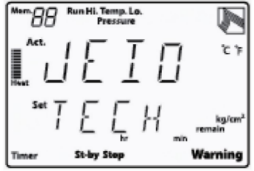 Mem. 88 Run Hi. Temp. Lo.
Pressure
Act. JEIO °C °F
Heat
Set TECH kg/cm²
hr min remain
Timer St-by Stop Warning